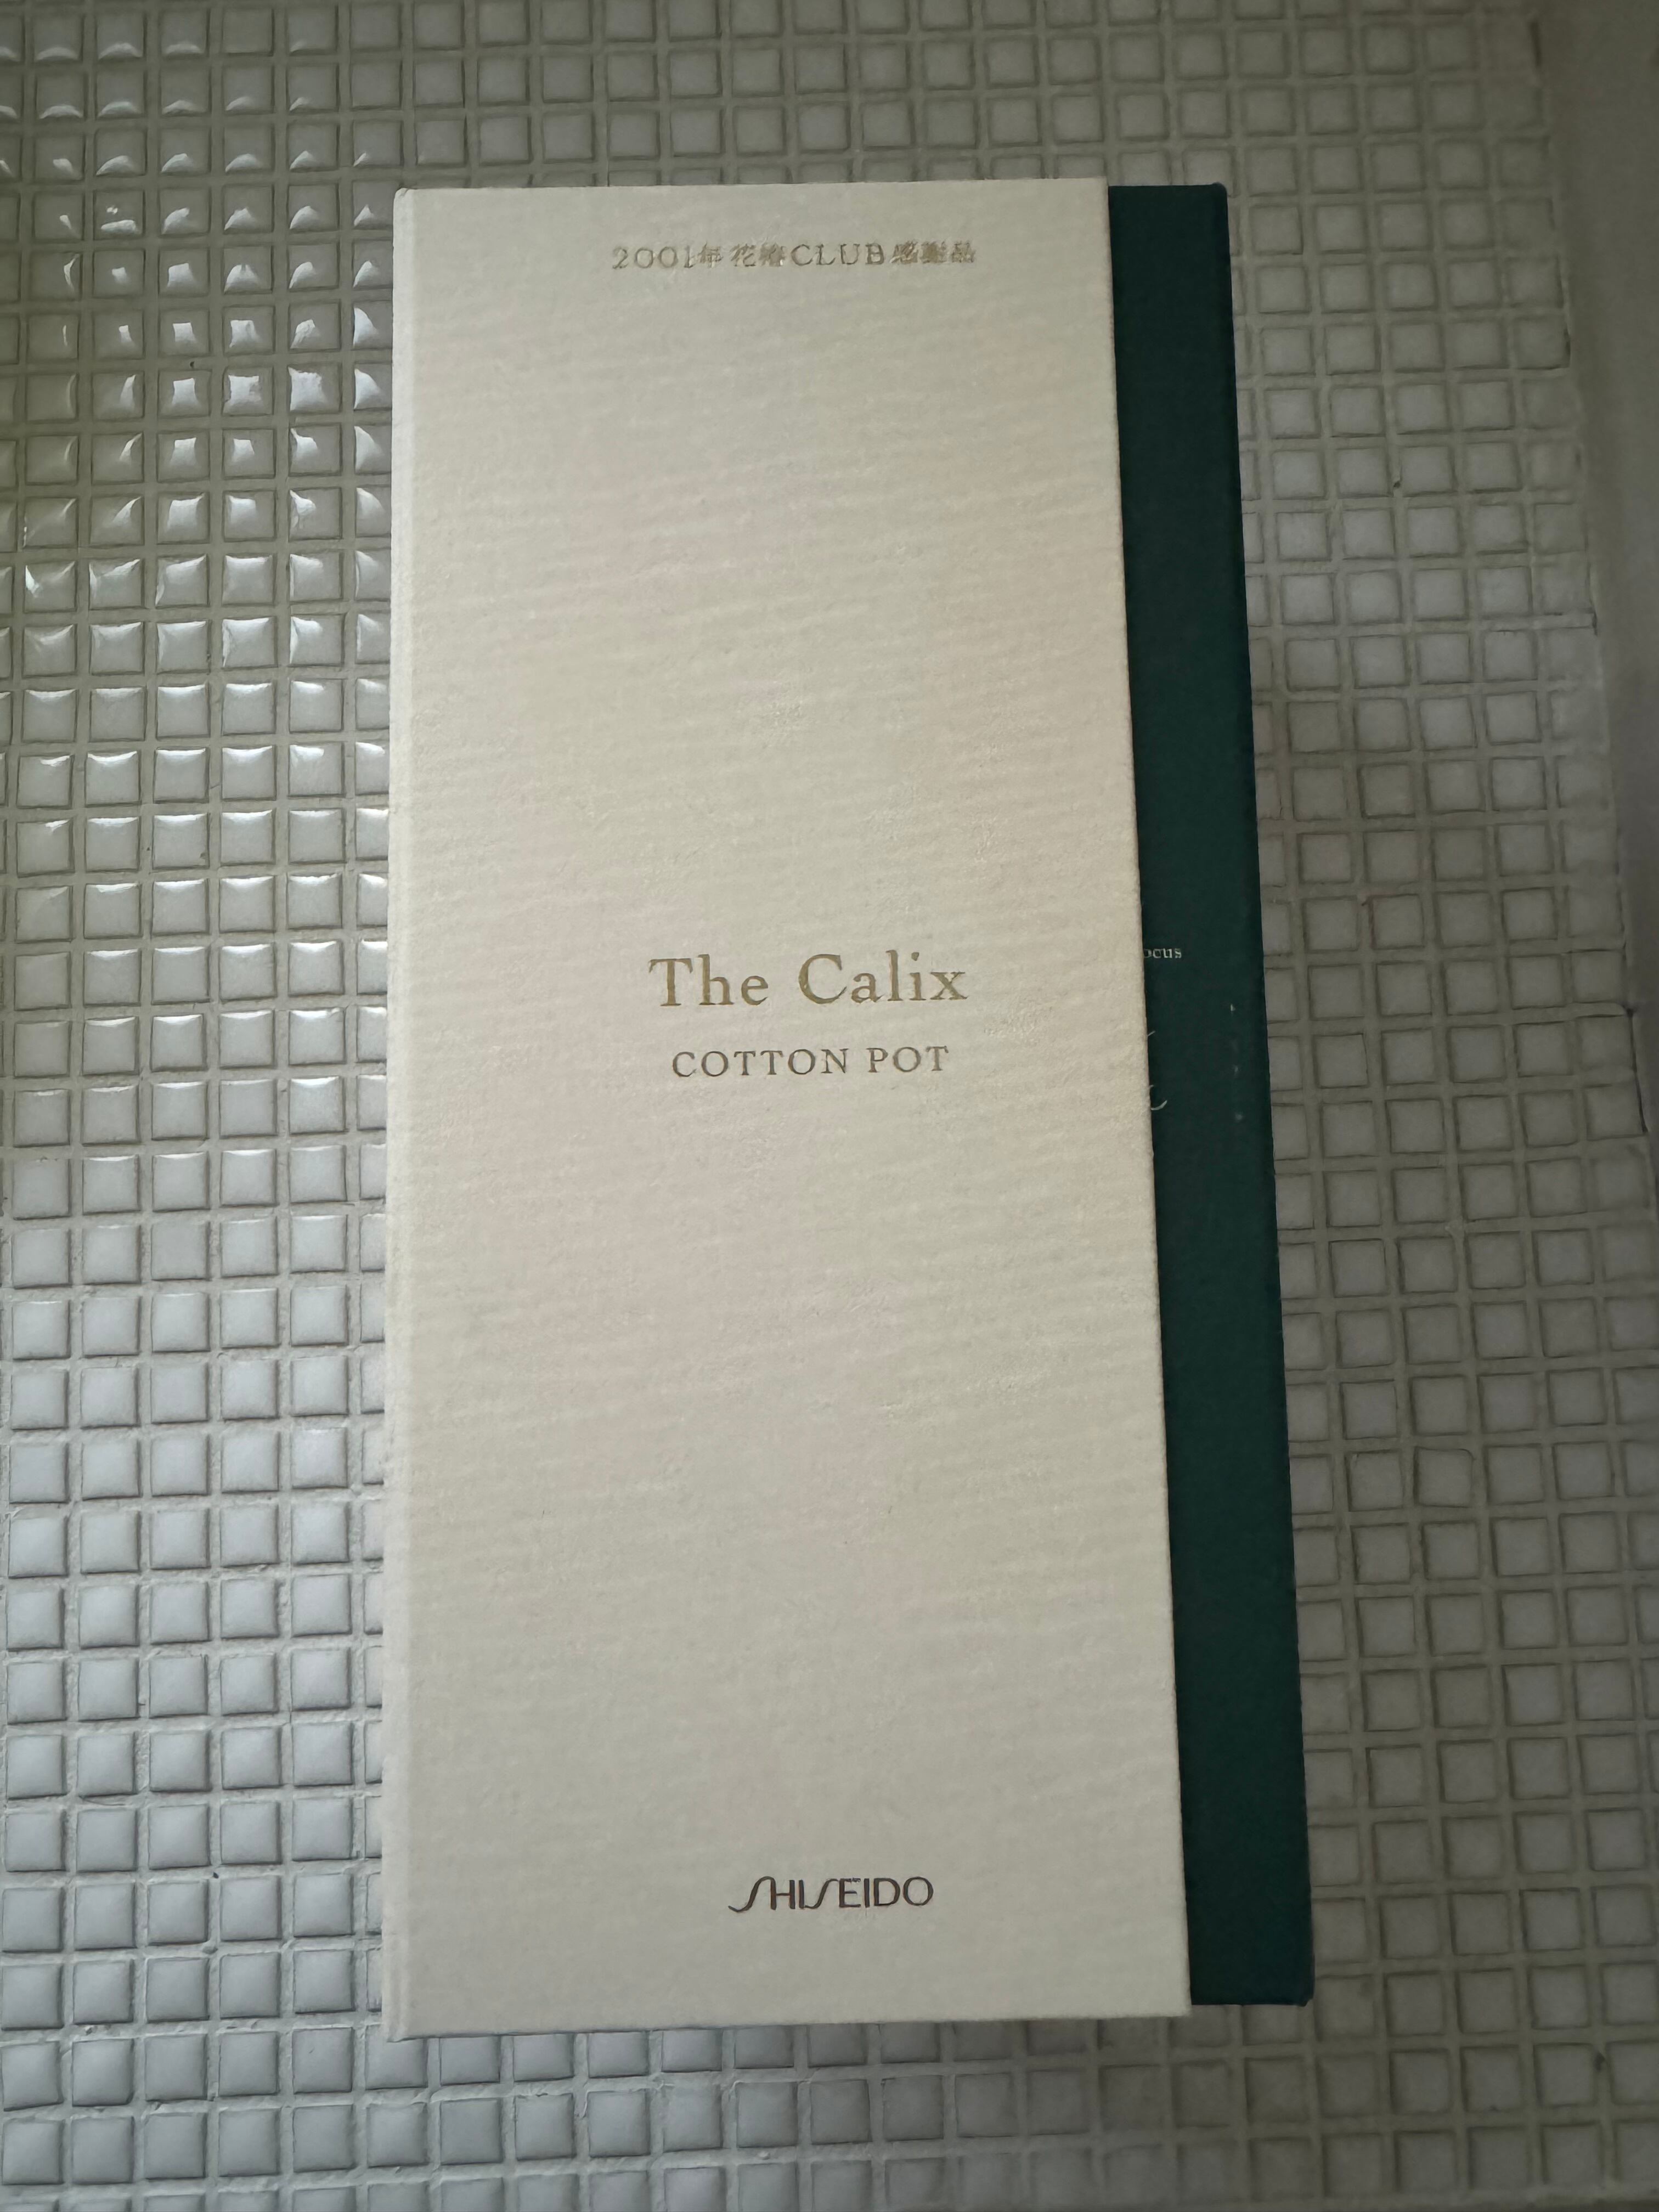 2001年花椿CLUB感謝品
The Calix
COTTON POT
SHISEIDO